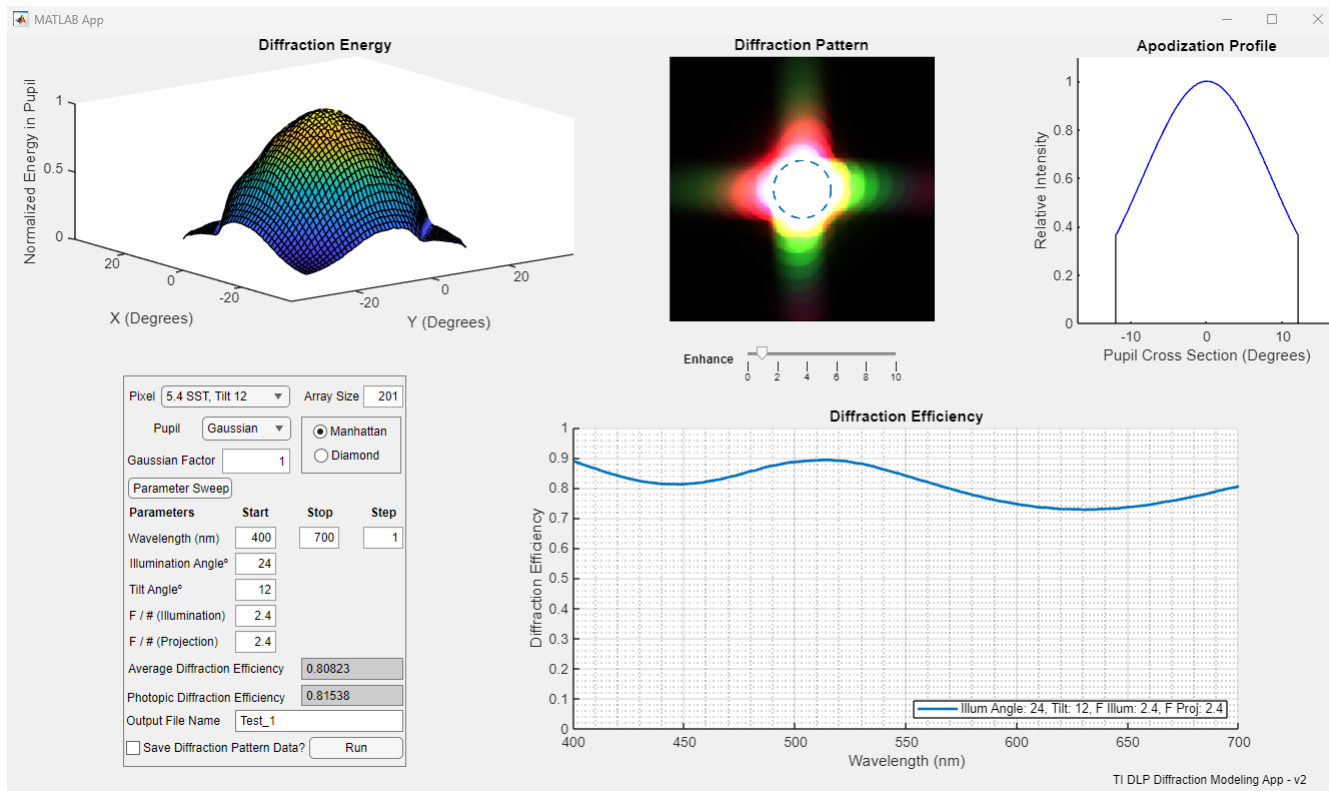 MATLAB App
Diffraction Energy
Normalized Energy in Pupil
1
0.5
0
20
0
-20
X (Degrees)
-20
0
20
Y (Degrees)
Diffraction Pattern
Enhance
0 2 4 6 8 10
Apodization Profile
Relative Intensity
1
0.8
0.6
0.4
0.2
0
-10 0 10
Pupil Cross Section (Degrees)
Pixel 5.4 SST, Tilt 12 Array Size 201
Pupil Gaussian Manhattan
Diamond
Gaussian Factor 1
Parameter Sweep
Parameters Start Stop Step
Wavelength (nm) 400 700 1
Illumination Angleº 24
Tilt Angleº 12
F / # (Illumination) 2.4
F / # (Projection) 2.4
Average Diffraction Efficiency 0.80823
Photopic Diffraction Efficiency 0.81538
Output File Name Test_1
Save Diffraction Pattern Data? Run
Diffraction Efficiency
Diffraction Efficiency
1
0.9
0.8
0.7
0.6
0.5
0.4
0.3
0.2
0.1
0
400 450 500 550 600 650 700
Wavelength (nm)
Illum Angle: 24, Tilt: 12, F Illum: 2.4, F Proj: 2.4
TI DLP Diffraction Modeling App - v2